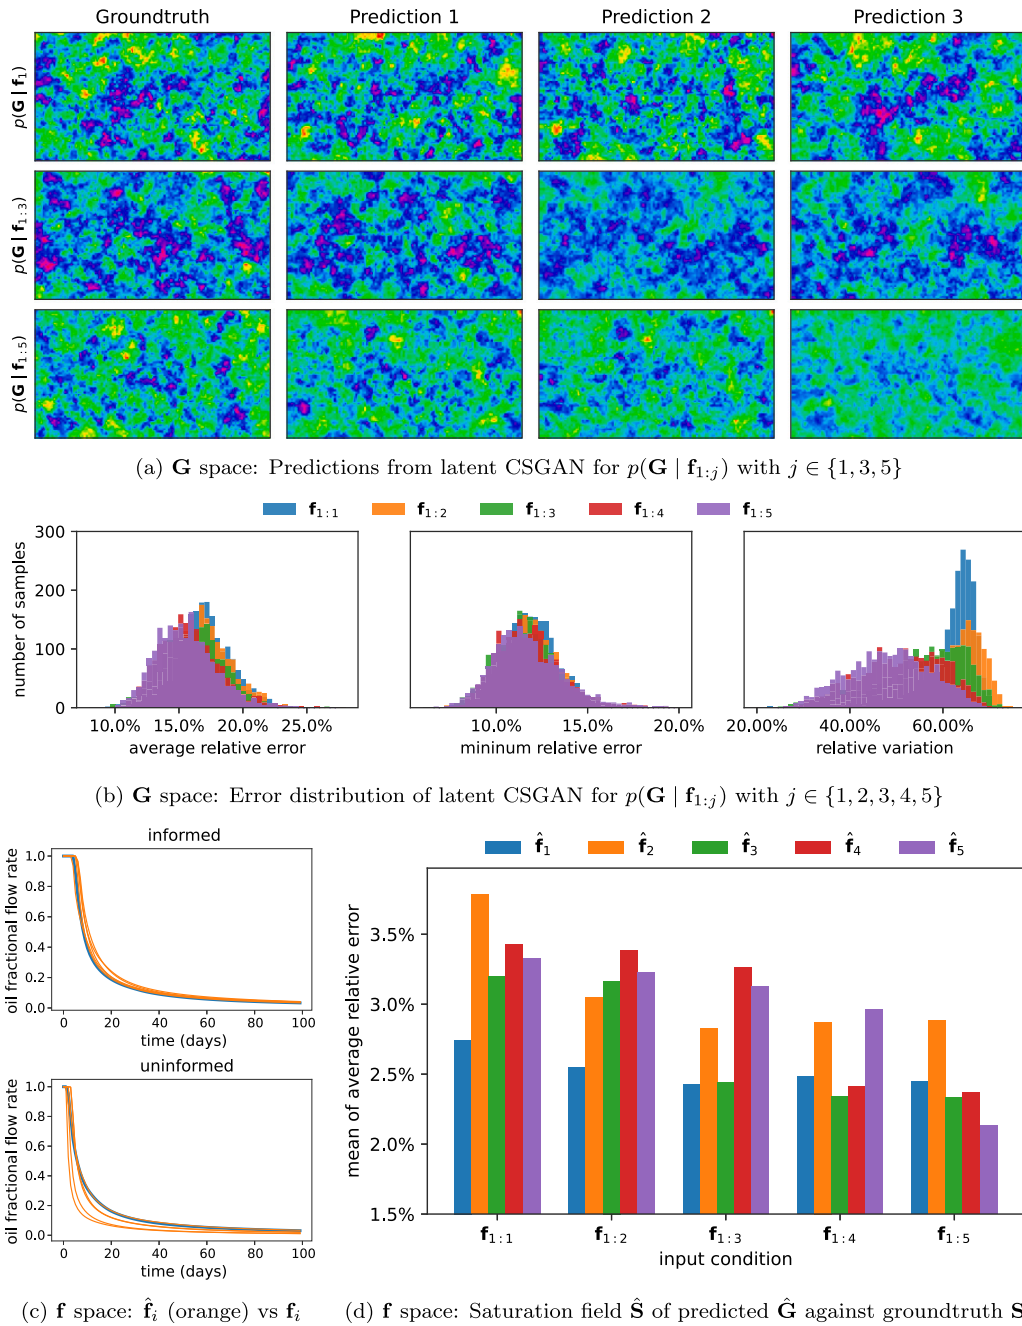 Groundtruth Prediction 1 Prediction 2 Prediction 3
p(G | f1)
p(G | f1:3)
p(G | f1:5)
(a) G space: Predictions from latent CSGAN for p(G | f1:j) with j ∈ {1, 3, 5}
f1:1 f1:2 f1:3 f1:4 f1:5
number of samples
300
200
100
0
10.0% 15.0% 20.0% 25.0%
average relative error
10.0% 15.0% 20.0%
mininum relative error
20.00% 40.00% 60.00%
relative variation
(b) G space: Error distribution of latent CSGAN for p(G | f1:j) with j ∈ {1, 2, 3, 4, 5}
informed
oil fractional flow rate
1.0
0.8
0.6
0.4
0.2
0.0
0 20 40 60 80 100
time (days)
uninformed
oil fractional flow rate
1.0
0.8
0.6
0.4
0.2
0.0
0 20 40 60 80 100
time (days)
f̂1 f̂2 f̂3 f̂4 f̂5
mean of average relative error
3.5%
3.0%
2.5%
2.0%
1.5%
f1:1 f1:2 f1:3 f1:4 f1:5
input condition
(c) f space: f̂i (orange) vs fi
(d) f space: Saturation field Ŝ of predicted Ĝ against groundtruth S